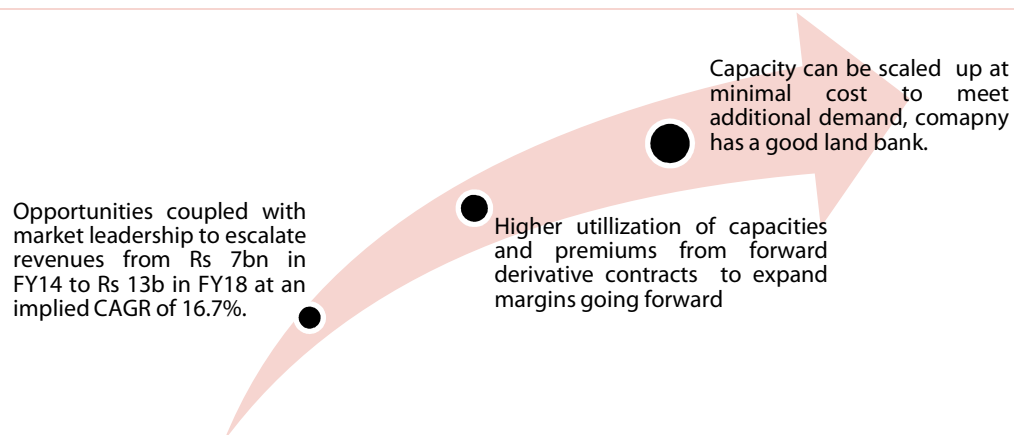 Opportunities coupled with
market leadership to escalate
revenues from Rs 7bn in
FY14 to Rs 13b in FY18 at an
implied CAGR of 16.7%.
Higher utillization of capacities
and premiums from forward
derivative contracts to expand
margins going forward
Capacity can be scaled up at
minimal cost to meet
additional demand, comapny
has a good land bank.